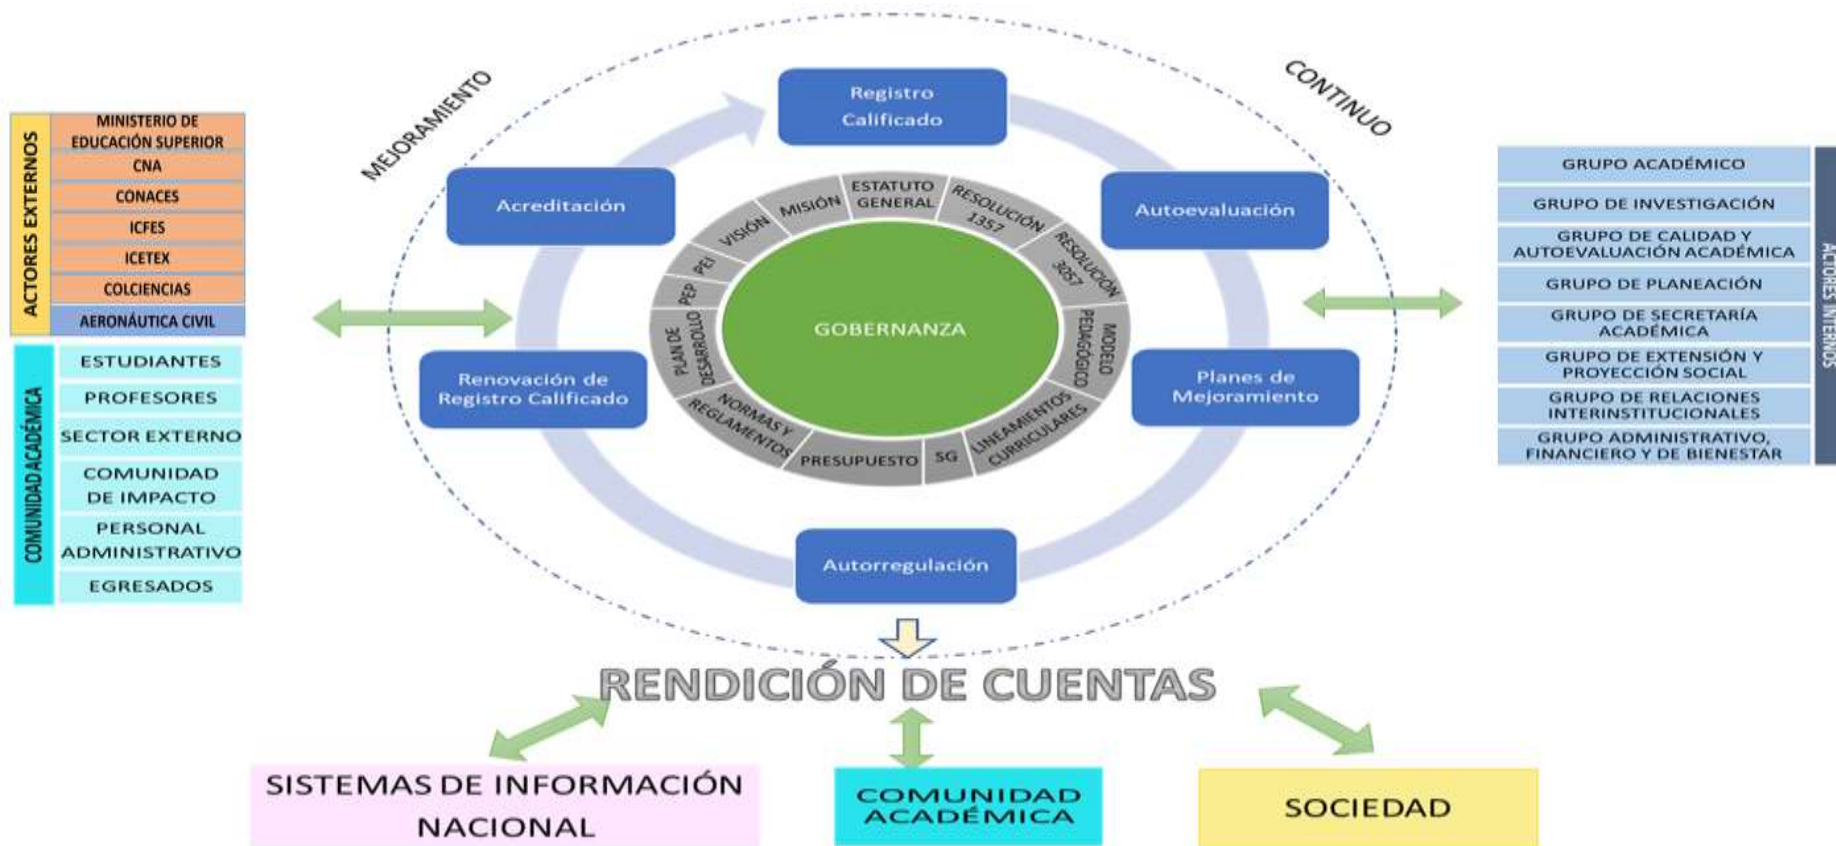 MEJORAMIENTO
CONTINUO
ACTORES EXTERNOS
MINISTERIO DE
EDUCACIÓN SUPERIOR
CNA
CONACES
ICFES
ICETEX
COLCIENCIAS
AERONÁUTICA CIVIL
COMUNIDAD ACADÉMICA
ESTUDIANTES
PROFESORES
SECTOR EXTERNO
COMUNIDAD
DE IMPACTO
PERSONAL
ADMINISTRATIVO
EGRESADOS
Registro
Calificado
Autoevaluación
Planes de
Mejoramiento
Autorregulación
Renovación de
Registro Calificado
Acreditación
ESTATUTO
GENERAL
RESOLUCIÓN
1357
RESOLUCIÓN
3057
MODELO
PEDAGÓGICO
LINEAMIENTOS
CURRICULARES
SG
PRESUPUESTO
NORMAS Y
REGLAMENTOS
PLAN DE
DESARROLLO
PEP
PEI
VISIÓN
MISIÓN
GOBERNANZA
GRUPO ACADÉMICO
GRUPO DE INVESTIGACIÓN
GRUPO DE CALIDAD Y
AUTOEVALUACIÓN ACADÉMICA
GRUPO DE PLANEACIÓN
GRUPO DE SECRETARÍA
ACADÉMICA
GRUPO DE EXTENSIÓN Y
PROYECCIÓN SOCIAL
GRUPO DE RELACIONES
INTERINSTITUCIONALES
GRUPO ADMINISTRATIVO,
FINANCIERO Y DE BIENESTAR
ACTORES INTERNOS
RENDICIÓN DE CUENTAS
SISTEMAS DE INFORMACIÓN
NACIONAL
COMUNIDAD
ACADÉMICA
SOCIEDAD